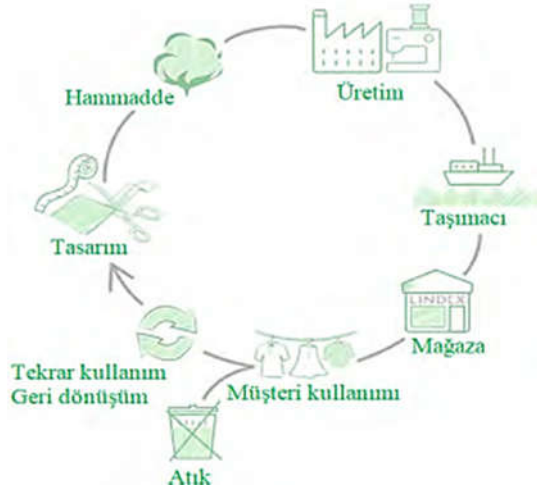 Hammadde
Üretim
Taşımacı
Tasarım
LINDEX
Mağaza
Tekrar kullanım
Geri dönüşüm
Müşteri kullanımı
Atık